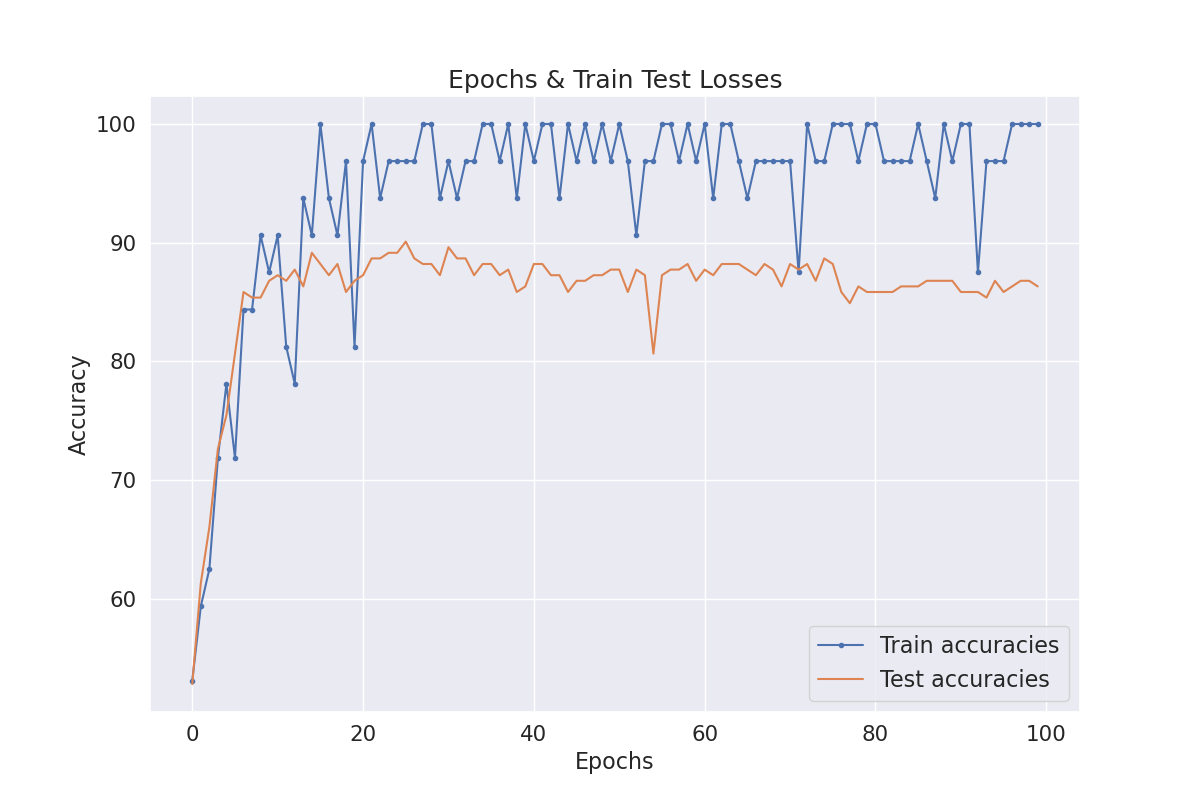 Epochs & Train Test Losses
100
90
80
70
60
Accuracy
Train accuracies
Test accuracies
0 20 40 60 80 100
Epochs